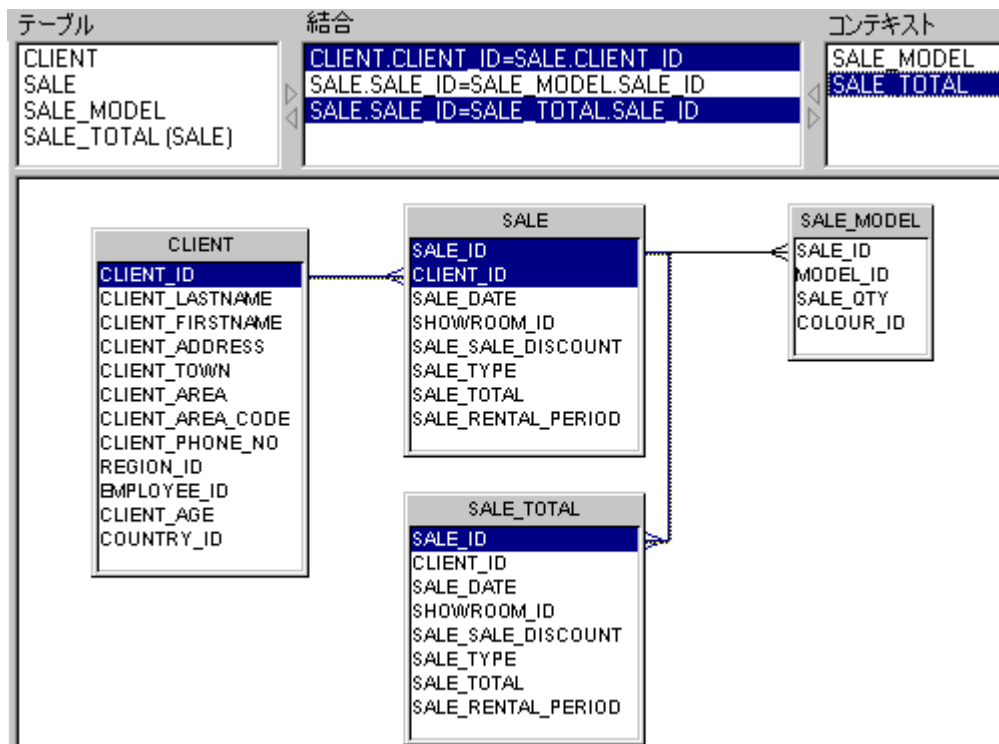 テーブル
CLIENT
SALE
SALE_MODEL
SALE_TOTAL (SALE)
結合
CLIENT.CLIENT_ID=SALE.CLIENT_ID
SALE.SALE_ID=SALE_MODEL.SALE_ID
SALE.SALE_ID=SALE_TOTAL.SALE_ID
コンテキスト
SALE_MODEL
SALE_TOTAL
CLIENT
CLIENT_ID
CLIENT_LASTNAME
CLIENT_FIRSTNAME
CLIENT_ADDRESS
CLIENT_TOWN
CLIENT_AREA
CLIENT_AREA_CODE
CLIENT_PHONE_NO
REGION_ID
EMPLOYEE_ID
CLIENT_AGE
COUNTRY_ID
SALE
SALE_ID
CLIENT_ID
SALE_DATE
SHOWROOM_ID
SALE_SALE_DISCOUNT
SALE_TYPE
SALE_TOTAL
SALE_RENTAL_PERIOD
SALE_MODEL
SALE_ID
MODEL_ID
SALE_QTY
COLOUR_ID
SALE_TOTAL
SALE_ID
CLIENT_ID
SALE_DATE
SHOWROOM_ID
SALE_SALE_DISCOUNT
SALE_TYPE
SALE_TOTAL
SALE_RENTAL_PERIOD